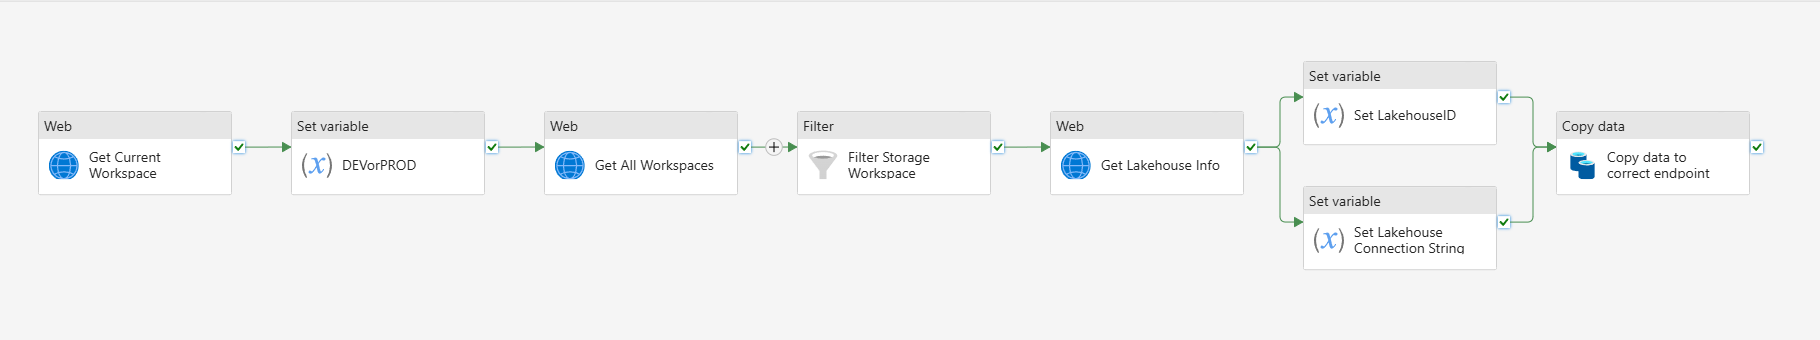 Web
Get Current
Workspace
Set variable
(x) DEVorPROD
Web
Get All Workspaces
Filter
Filter Storage
Workspace
Web
Get Lakehouse Info
Set variable
(x) Set LakehouseID
Set variable
(x) Set Lakehouse
Connection String
Copy data
Copy data to
correct endpoint